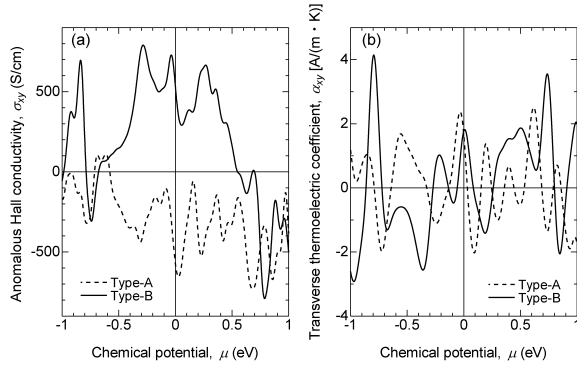 (a)
Anomalous Hall conductivity, σxy (S/cm)
500
0
-500
Type-A
Type-B
-1
-0.5
0
0.5
1
Chemical potential, μ (eV)
(b)
Transverse thermoelectric coefficient, αxy [A/(m・K)]
4
2
0
-2
-4
Type-A
Type-B
-1
-0.5
0
0.5
1
Chemical potential, μ (eV)